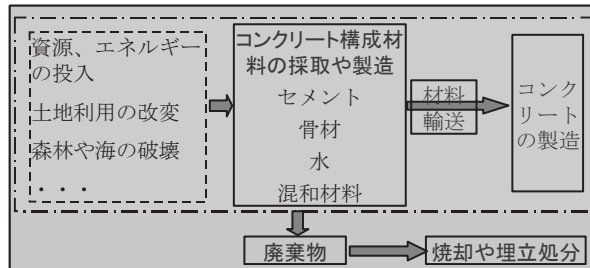 資源、エネルギー
の投入
土地利用の改変
森林や海の破壊
・・・
コンクリート構成材
料の採取や製造
セメント
骨材
水
混和材料
材料
輸送
コンク
リート
の製造
廃棄物
焼却や埋立処分